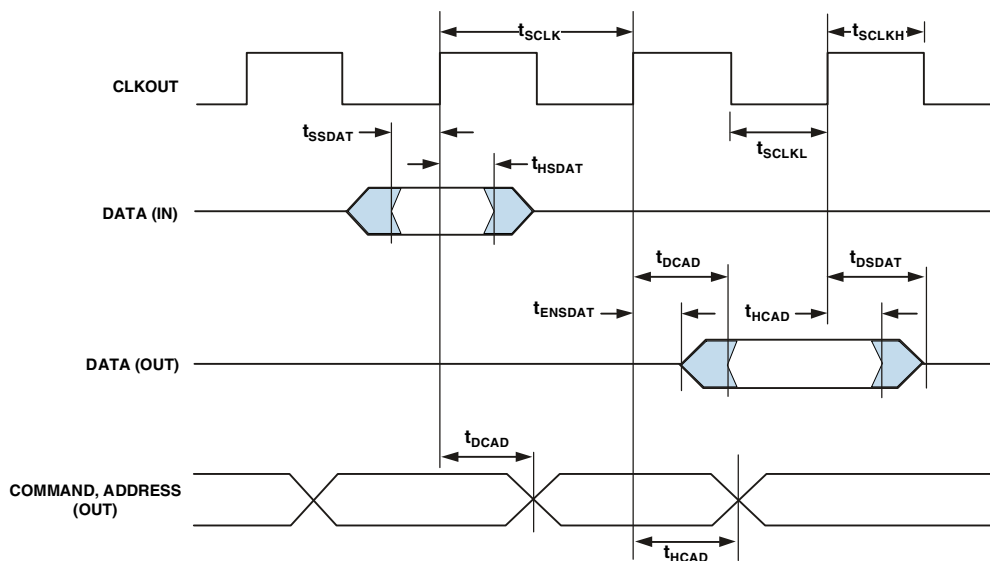 tSCLK
tSCLKH
CLKOUT
tSSDAT
tSCLKL
tHSDAT
DATA (IN)
tDCAD
tDSDAT
tENSDAT
tHCAD
DATA (OUT)
tDCAD
COMMAND, ADDRESS
(OUT)
tHCAD